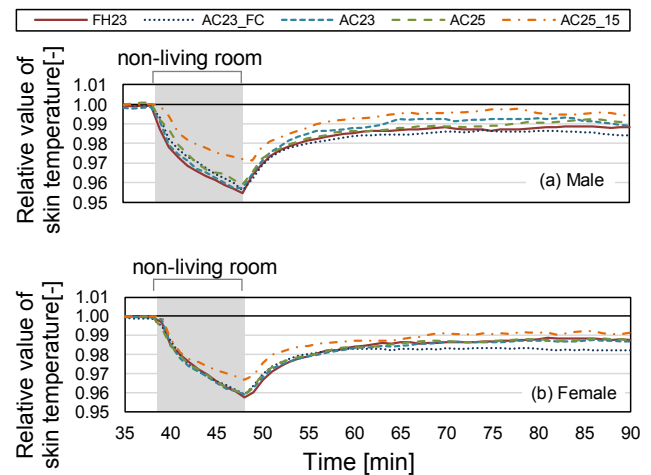 FH23 AC23_FC AC23 AC25 AC25_15
non-living room
Relative value of
skin temperature[-]
1.01
1.00
0.99
0.98
0.97
0.96
0.95
(a) Male
non-living room
Relative value of
skin temperature[-]
1.01
1.00
0.99
0.98
0.97
0.96
0.95
(b) Female
35 40 45 50 55 60 65 70 75 80 85 90
Time [min]